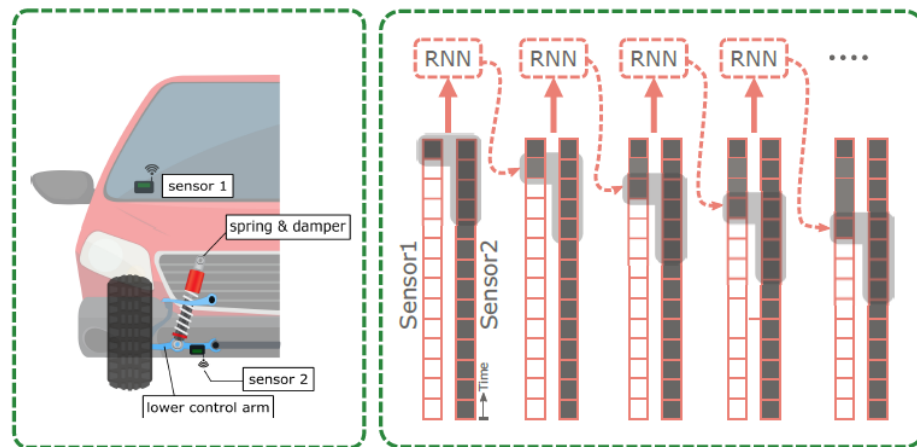 sensor 1
spring & damper
sensor 2
lower control arm
RNN
RNN
RNN
RNN
....
Sensor1
Sensor2
Time